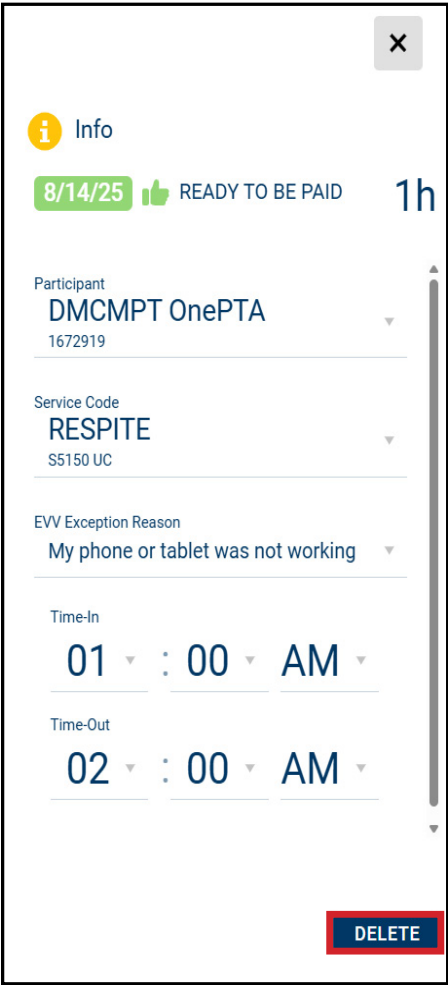 ×
Info
8/14/25 READY TO BE PAID 1h
Participant
DMCMPT OnePTA
1672919
Service Code
RESPITE
S5150 UC
EVV Exception Reason
My phone or tablet was not working
Time-In
01 : 00 AM
Time-Out
02 : 00 AM
DELETE